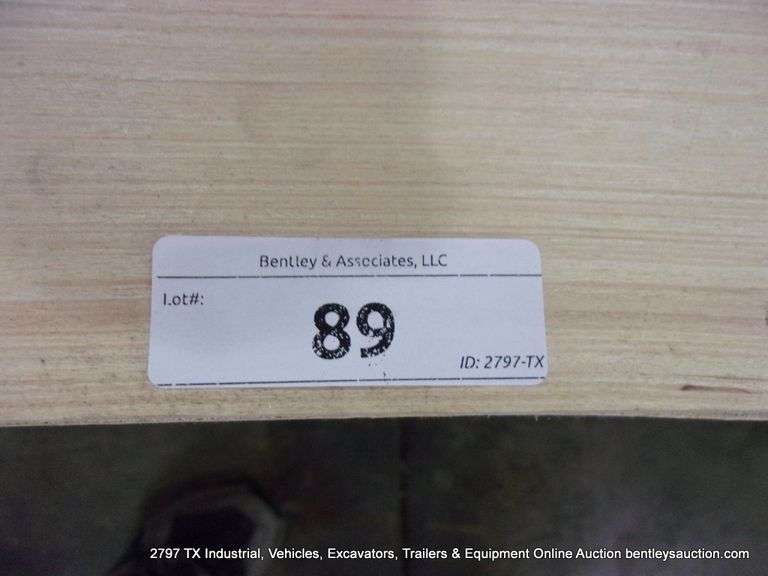 Bentley & Associates, LLC
Lot#:
89
ID: 2797-TX
2797 TX Industrial, Vehicles, Excavators, Trailers & Equipment Online Auction bentleysauction.com